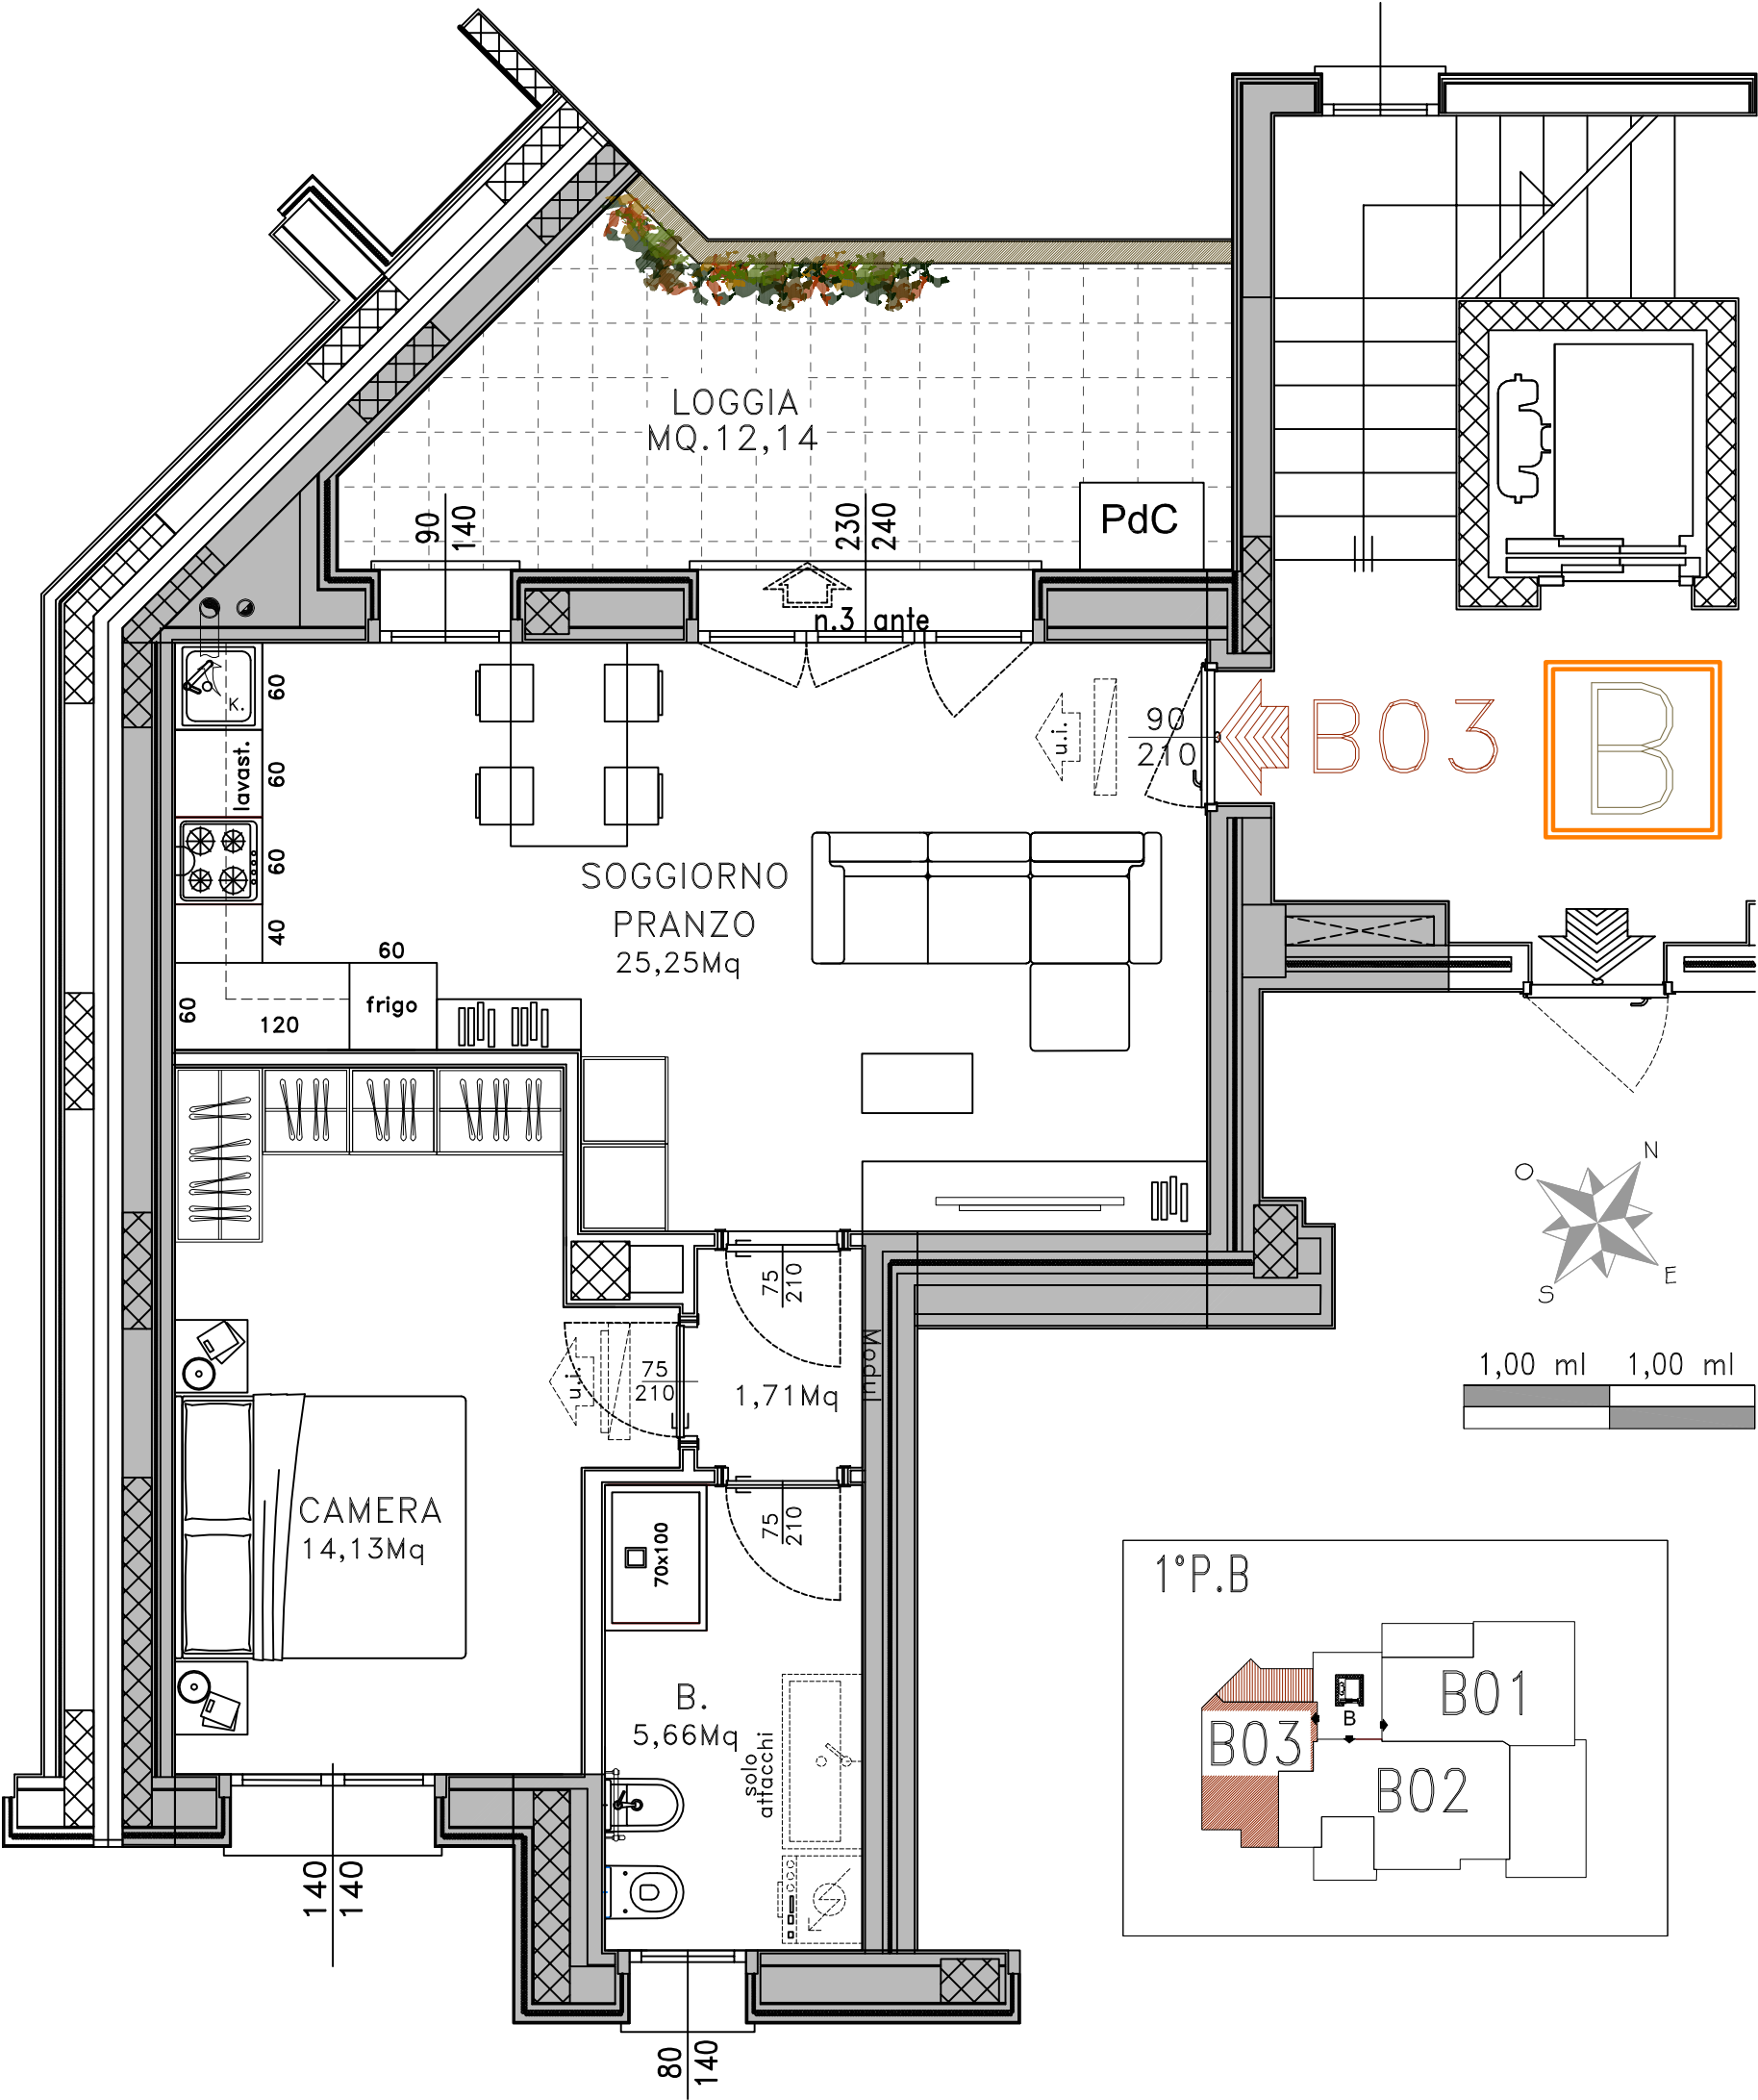 LOGGIA
MQ.12,14
90
140
230
240
PdC
n.3 ante
K.
60
lavast.
60
60
40
60
60
120
frigo
u.i.
90
210
B03
B
SOGGIORNO
PRANZO
25,25Mq
N
O
E
S
75
210
u.i.
75
210
1,71Mq
Modul
1,00 ml 1,00 ml
CAMERA
14,13Mq
75
210
70x100
B.
5,66Mq
solo
attacchi
1°P.B
B01
B
B03
B02
140
140
80
140